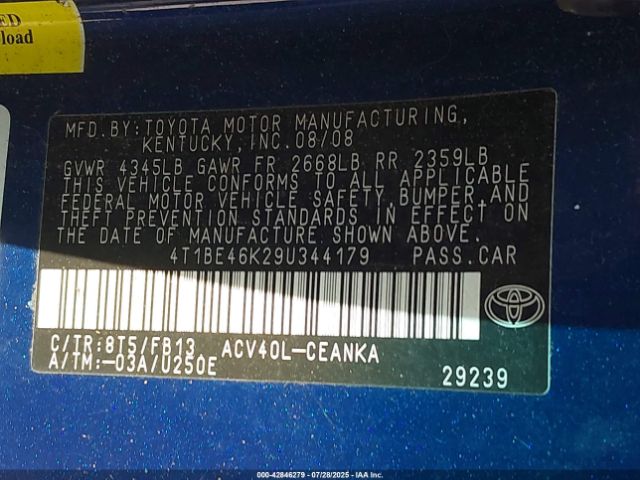 ED
load
MFD.BY:TOYOTA MOTOR MANUFACTURING,
KENTUCKY,INC.08/08
GVWR 4345LB GAWR FR 2668LB RR 2359LB
THIS VEHICLE CONFORMS TO ALL APPLICABLE
FEDERAL MOTOR VEHICLE SAFETY,BUMPER,AND
THEFT PREVENTION STANDARDS IN EFFECT ON
THE DATE OF MANUFACTURE SHOWN ABOVE.
4T1BE46K29U344179 PASS.CAR
C/TR:8T5/FB13 ACV40L-CEANKA
A/TM:-03A/U250E
29239
© 42846279 | 07/28/2025 | IAA Inc.